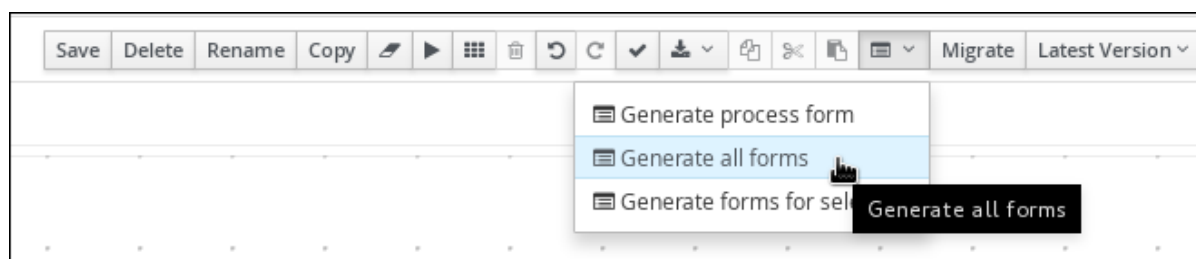 Save Delete Rename Copy Migrate Latest Version
Generate process form
Generate all forms
Generate forms for
Generate all forms